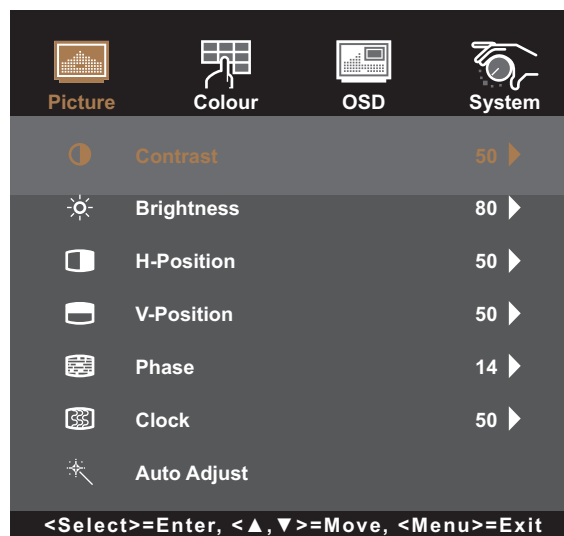 Picture Colour OSD System
Contrast 50
Brightness 80
H-Position 50
V-Position 50
Phase 14
Clock 50
Auto Adjust
<Select>=Enter, <▲,▼>=Move, <Menu>=Exit